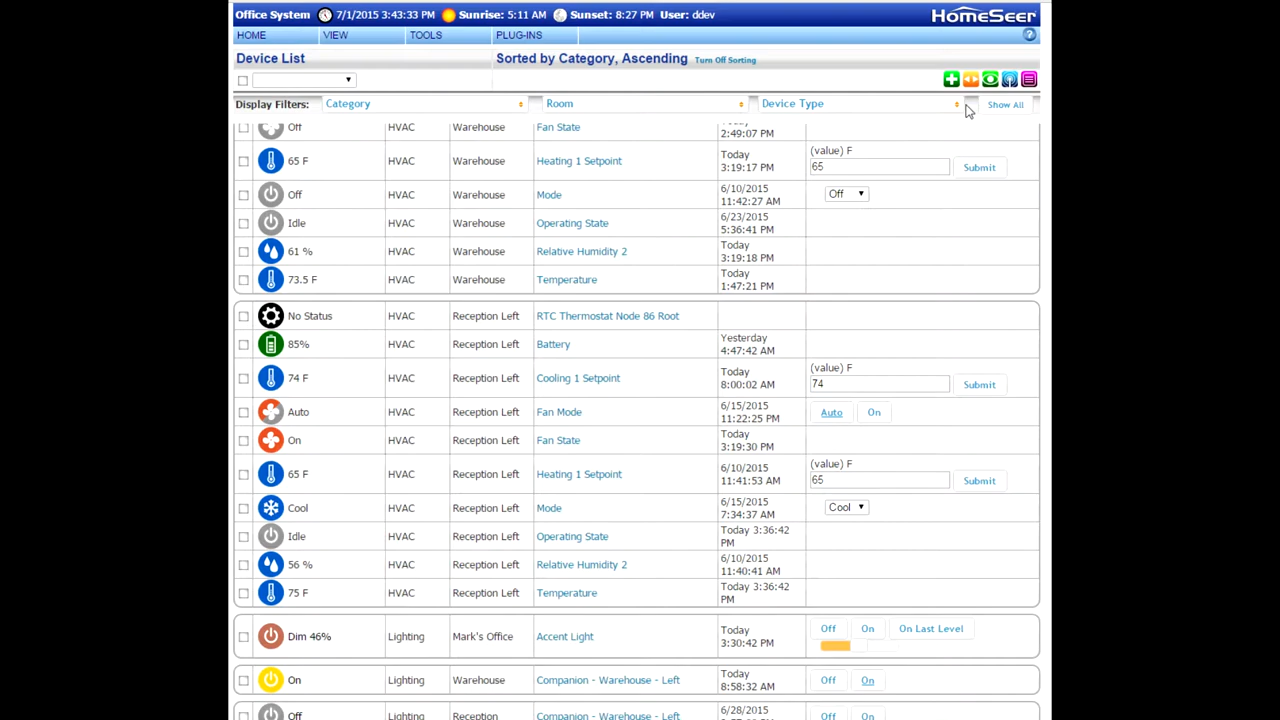 Office System 7/1/2015 3:43:33 PM Sunrise: 5:11 AM Sunset: 8:27 PM User: ddev HomeSeer
HOME VIEW TOOLS PLUG-INS ?
Device List Sorted by Category, Ascending Turn Off Sorting
Display Filters: Category Room Device Type Show All
Off HVAC Warehouse Fan State Today 2:49:07 PM
(value) F
65 F HVAC Warehouse Heating 1 Setpoint Today 3:19:17 PM 65 Submit
Off HVAC Warehouse Mode 6/10/2015 11:42:27 AM Off
Idle HVAC Warehouse Operating State 6/23/2015 5:36:41 PM
61 % HVAC Warehouse Relative Humidity 2 Today 3:19:18 PM
73.5 F HVAC Warehouse Temperature Today 1:47:21 PM
No Status HVAC Reception Left RTC Thermostat Node 86 Root
85% HVAC Reception Left Battery Yesterday 4:47:42 AM
(value) F
74 F HVAC Reception Left Cooling 1 Setpoint Today 8:00:02 AM 74 Submit
Auto HVAC Reception Left Fan Mode 6/15/2015 11:22:25 PM Auto On
On HVAC Reception Left Fan State Today 3:19:30 PM
(value) F
65 F HVAC Reception Left Heating 1 Setpoint 6/10/2015 11:41:53 AM 65 Submit
Cool HVAC Reception Left Mode 6/15/2015 7:34:37 AM Cool
Idle HVAC Reception Left Operating State Today 3:36:42 PM
56 % HVAC Reception Left Relative Humidity 2 6/10/2015 11:40:41 AM
75 F HVAC Reception Left Temperature Today 3:36:42 PM
Dim 46% Lighting Mark's Office Accent Light Today 3:30:42 PM Off On On Last Level
On Lighting Warehouse Companion - Warehouse - Left Today 8:58:32 AM Off On
Off Lighting Reception Companion - Warehouse - Left 6/28/2015 Off On